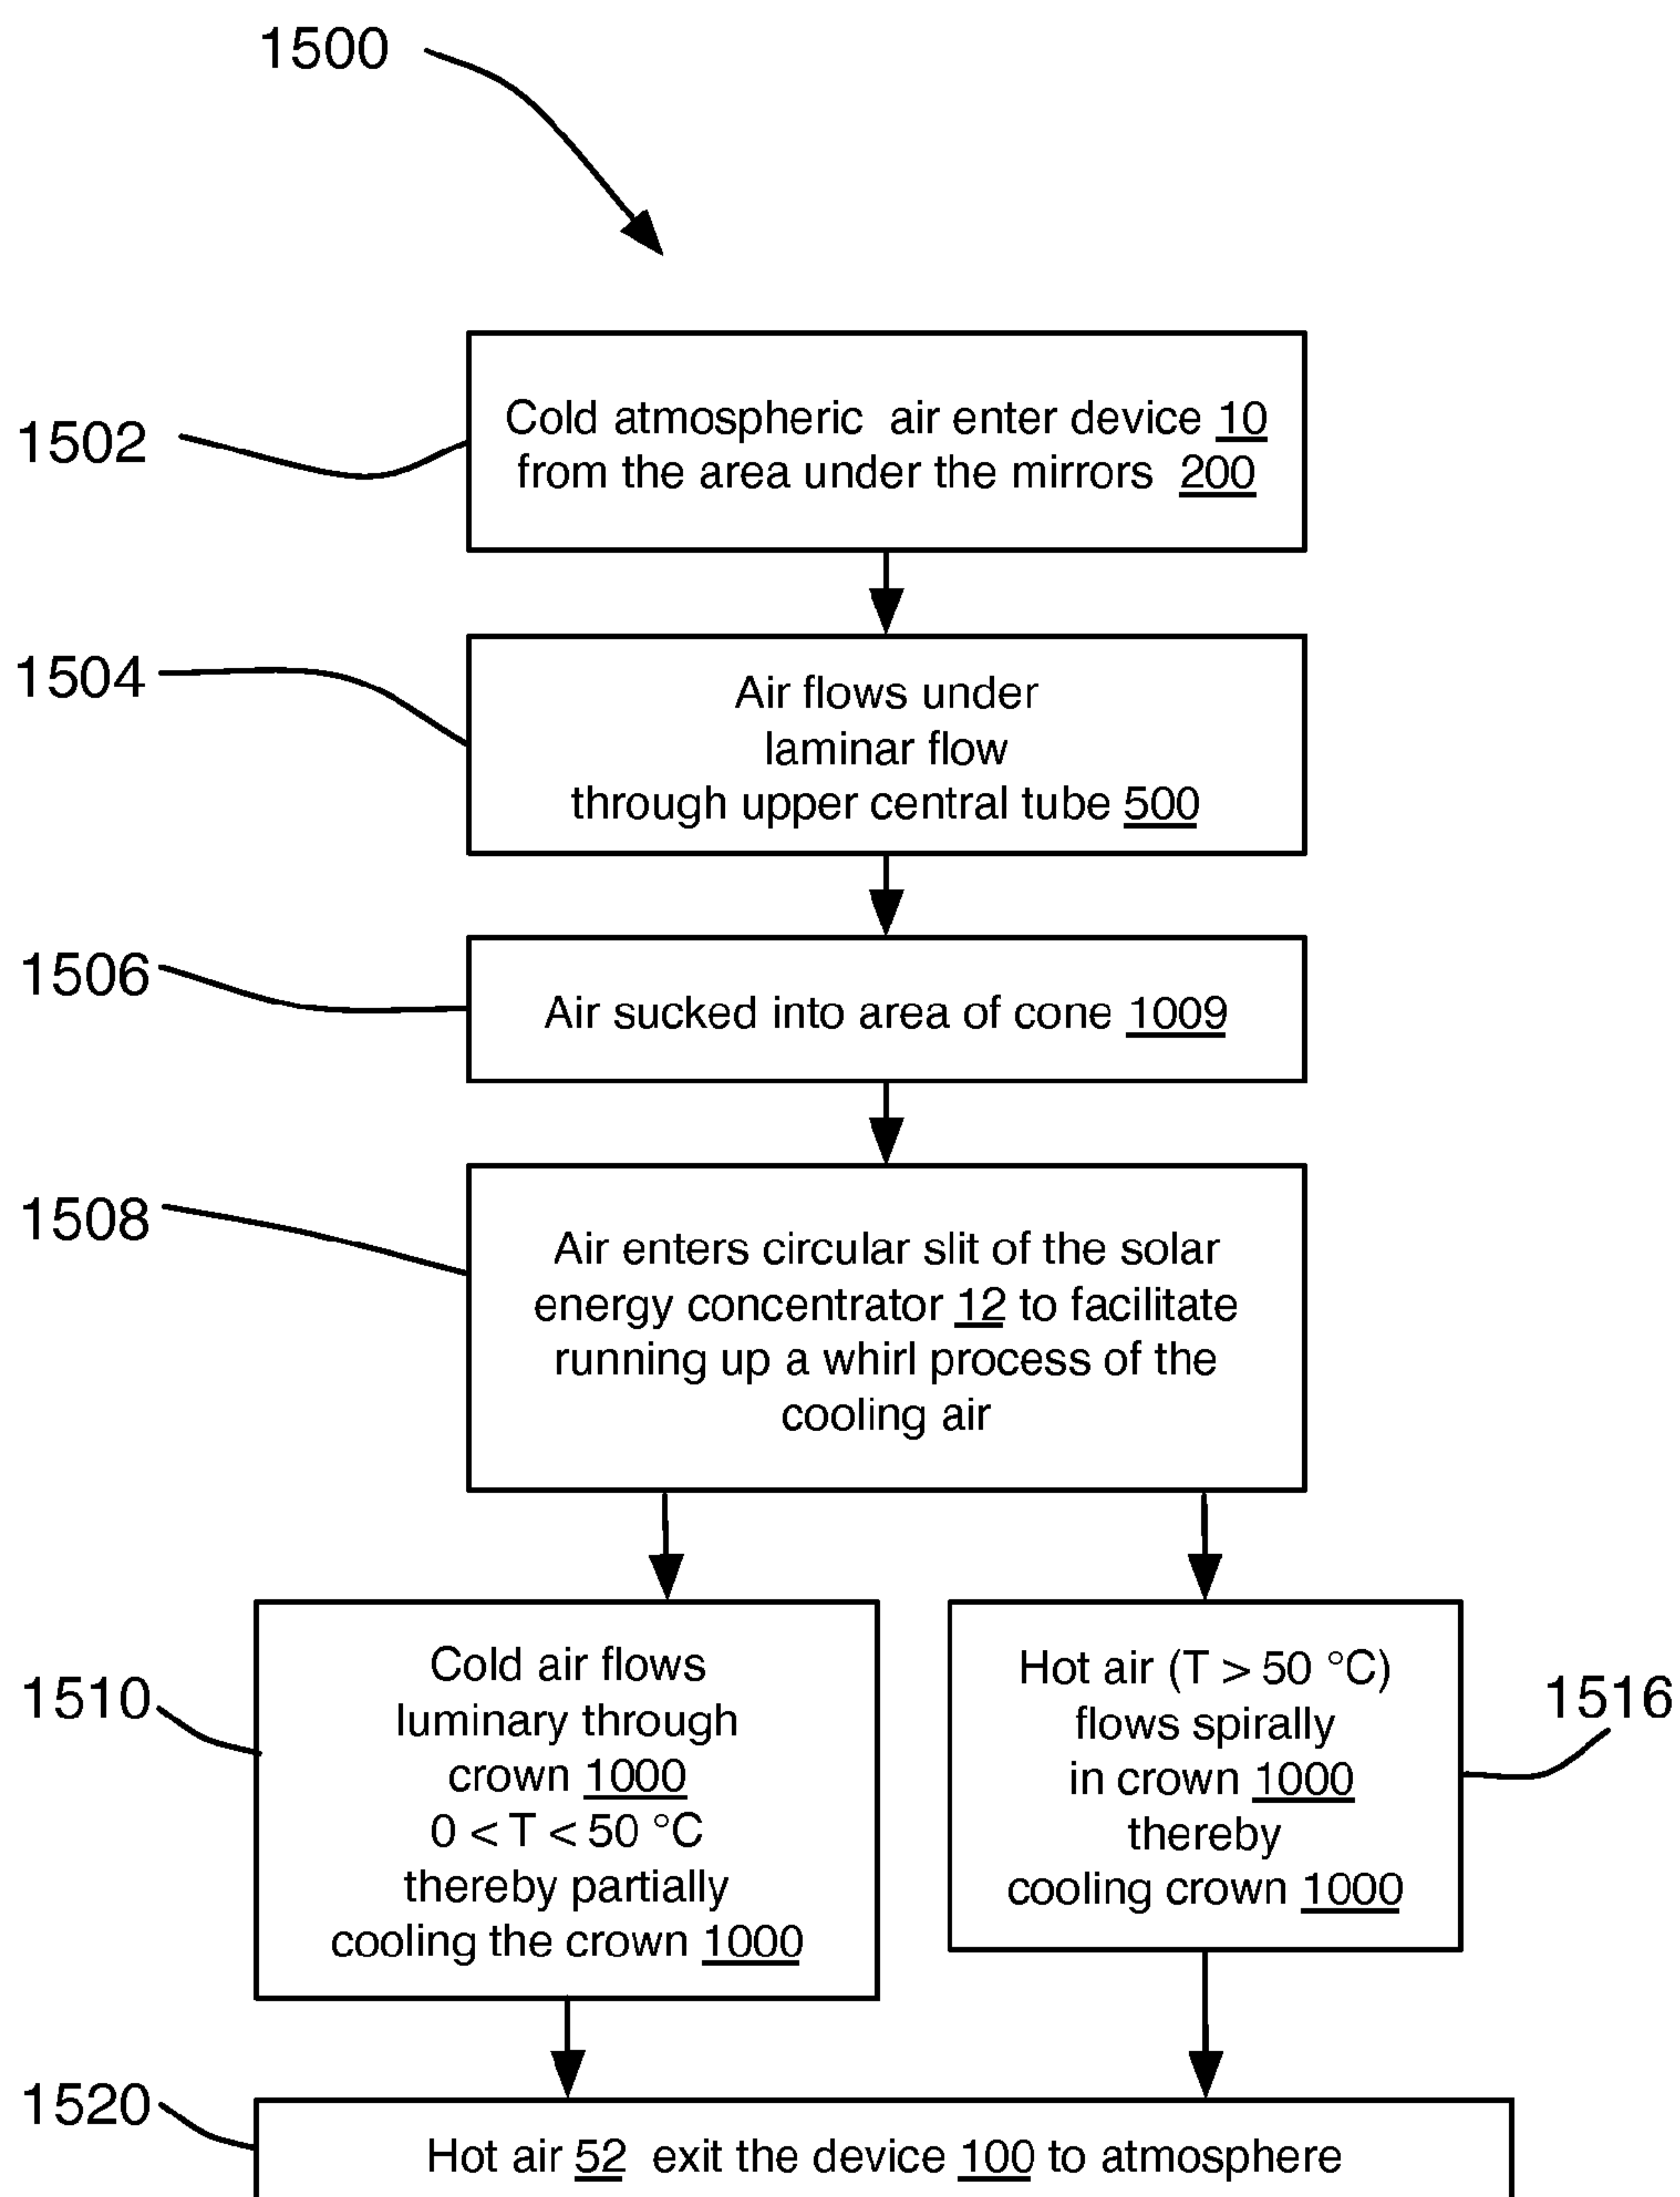 1500
1502
Cold atmospheric air enter device 10
from the area under the mirrors 200
1504
Air flows under
laminar flow
through upper central tube 500
1506
Air sucked into area of cone 1009
1508
Air enters circular slit of the solar
energy concentrator 12 to facilitate
running up a whirl process of the
cooling air
1510
Cold air flows
luminary through
crown 1000
0 < T < 50 °C
thereby partially
cooling the crown 1000
Hot air (T > 50 °C)
flows spirally
in crown 1000
thereby
cooling crown 1000
1516
1520
Hot air 52 exit the device 100 to atmosphere